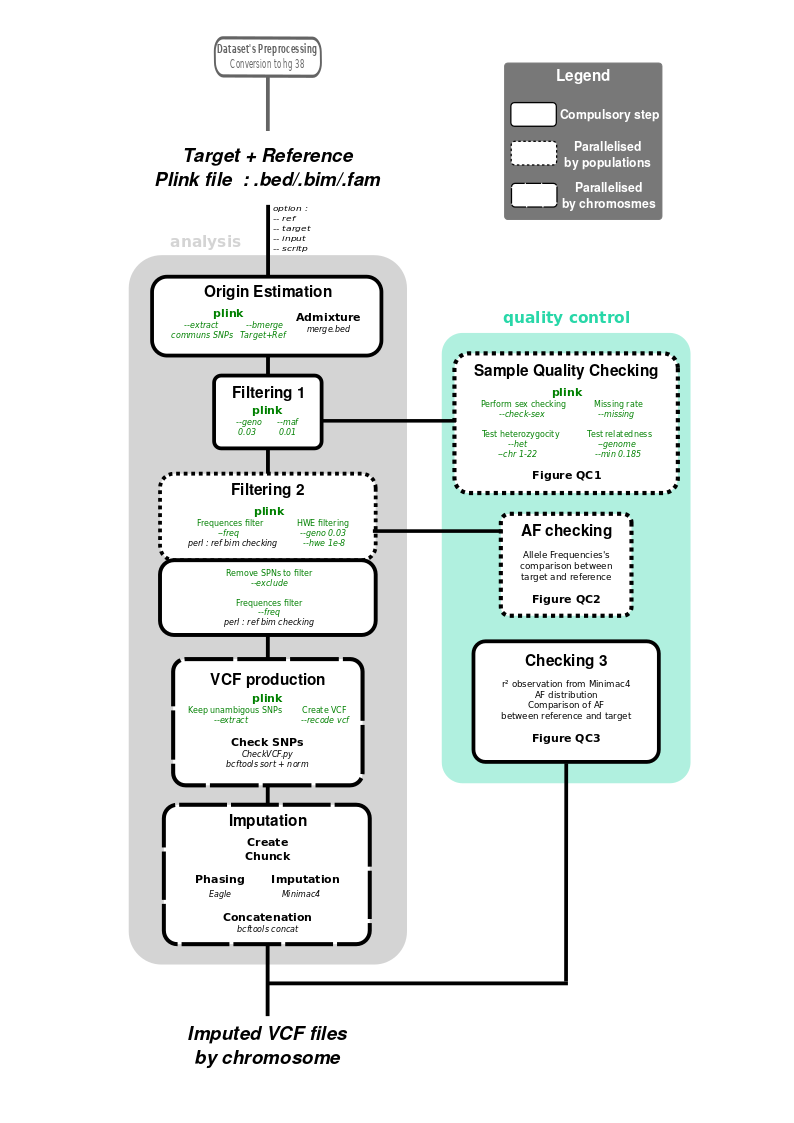 Dataset's Preprocessing
Conversion to hg 38
Target + Reference
Plink file : .bed/.bim/.fam
option :
-- ref
-- target
-- input
-- scritp
Legend
Compulsory step
Parallelised
by populations
Parallelised
by chromosmes
analysis
Origin Estimation
plink
--extract --bmerge
communs SNPs Target+Ref
Admixture
merge.bed
Filtering 1
plink
--geno --maf
0.03 0.01
Filtering 2
plink
Frequences filter HWE filtering
--freq --geno 0.03
perl : ref bim checking --hwe 1e-8
Remove SPNs to filter
--exclude
Frequences filter
--freq
perl : ref bim checking
VCF production
plink
Keep unambigous SNPs Create VCF
--extract --recode vcf
Check SNPs
CheckVCF.py
bcftools sort + norm
Imputation
Create
Chunck
Phasing Imputation
Eagle Minimac4
Concatenation
bcftools concat
quality control
Sample Quality Checking
plink
Perform sex checking Missing rate
--check-sex --missing
Test heterozygocity Test relatedness
--het --genome
--chr 1-22 --min 0.185
Figure QC1
AF checking
Allele Frequencies's
comparison between
target and reference
Figure QC2
Checking 3
r² observation from Minimac4
AF distribution
Comparison of AF
between reference and target
Figure QC3
Imputed VCF files
by chromosome